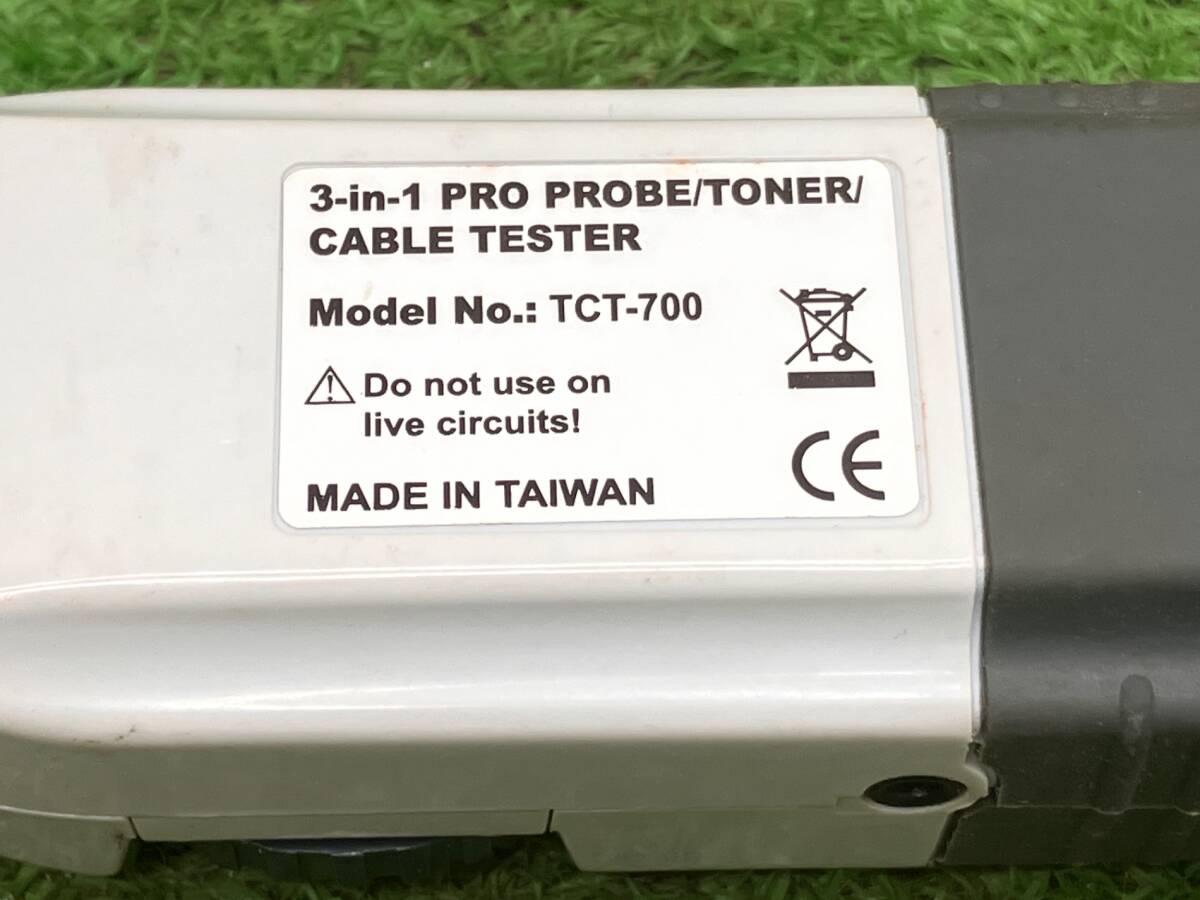 3-in-1 PRO PROBE/TONER/
CABLE TESTER
Model No.: TCT-700
Do not use on
live circuits!
MADE IN TAIWAN
CE